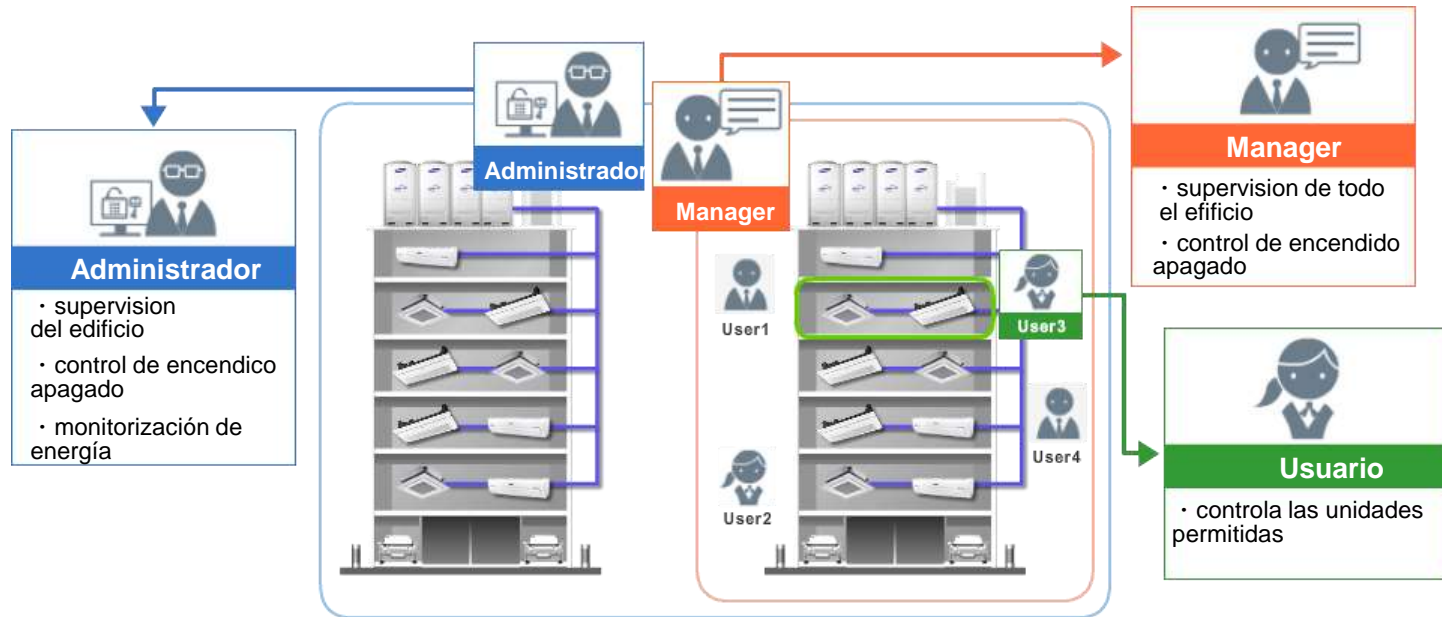 Administrador
Manager
Administrador
· supervision
del edificio
· control de encendico
apagado
· monitorización de
energía
Manager
· supervision de todo
el efificio
· control de encendido
apagado
User1
User2
User3
User4
Usuario
· controla las unidades
permitidas